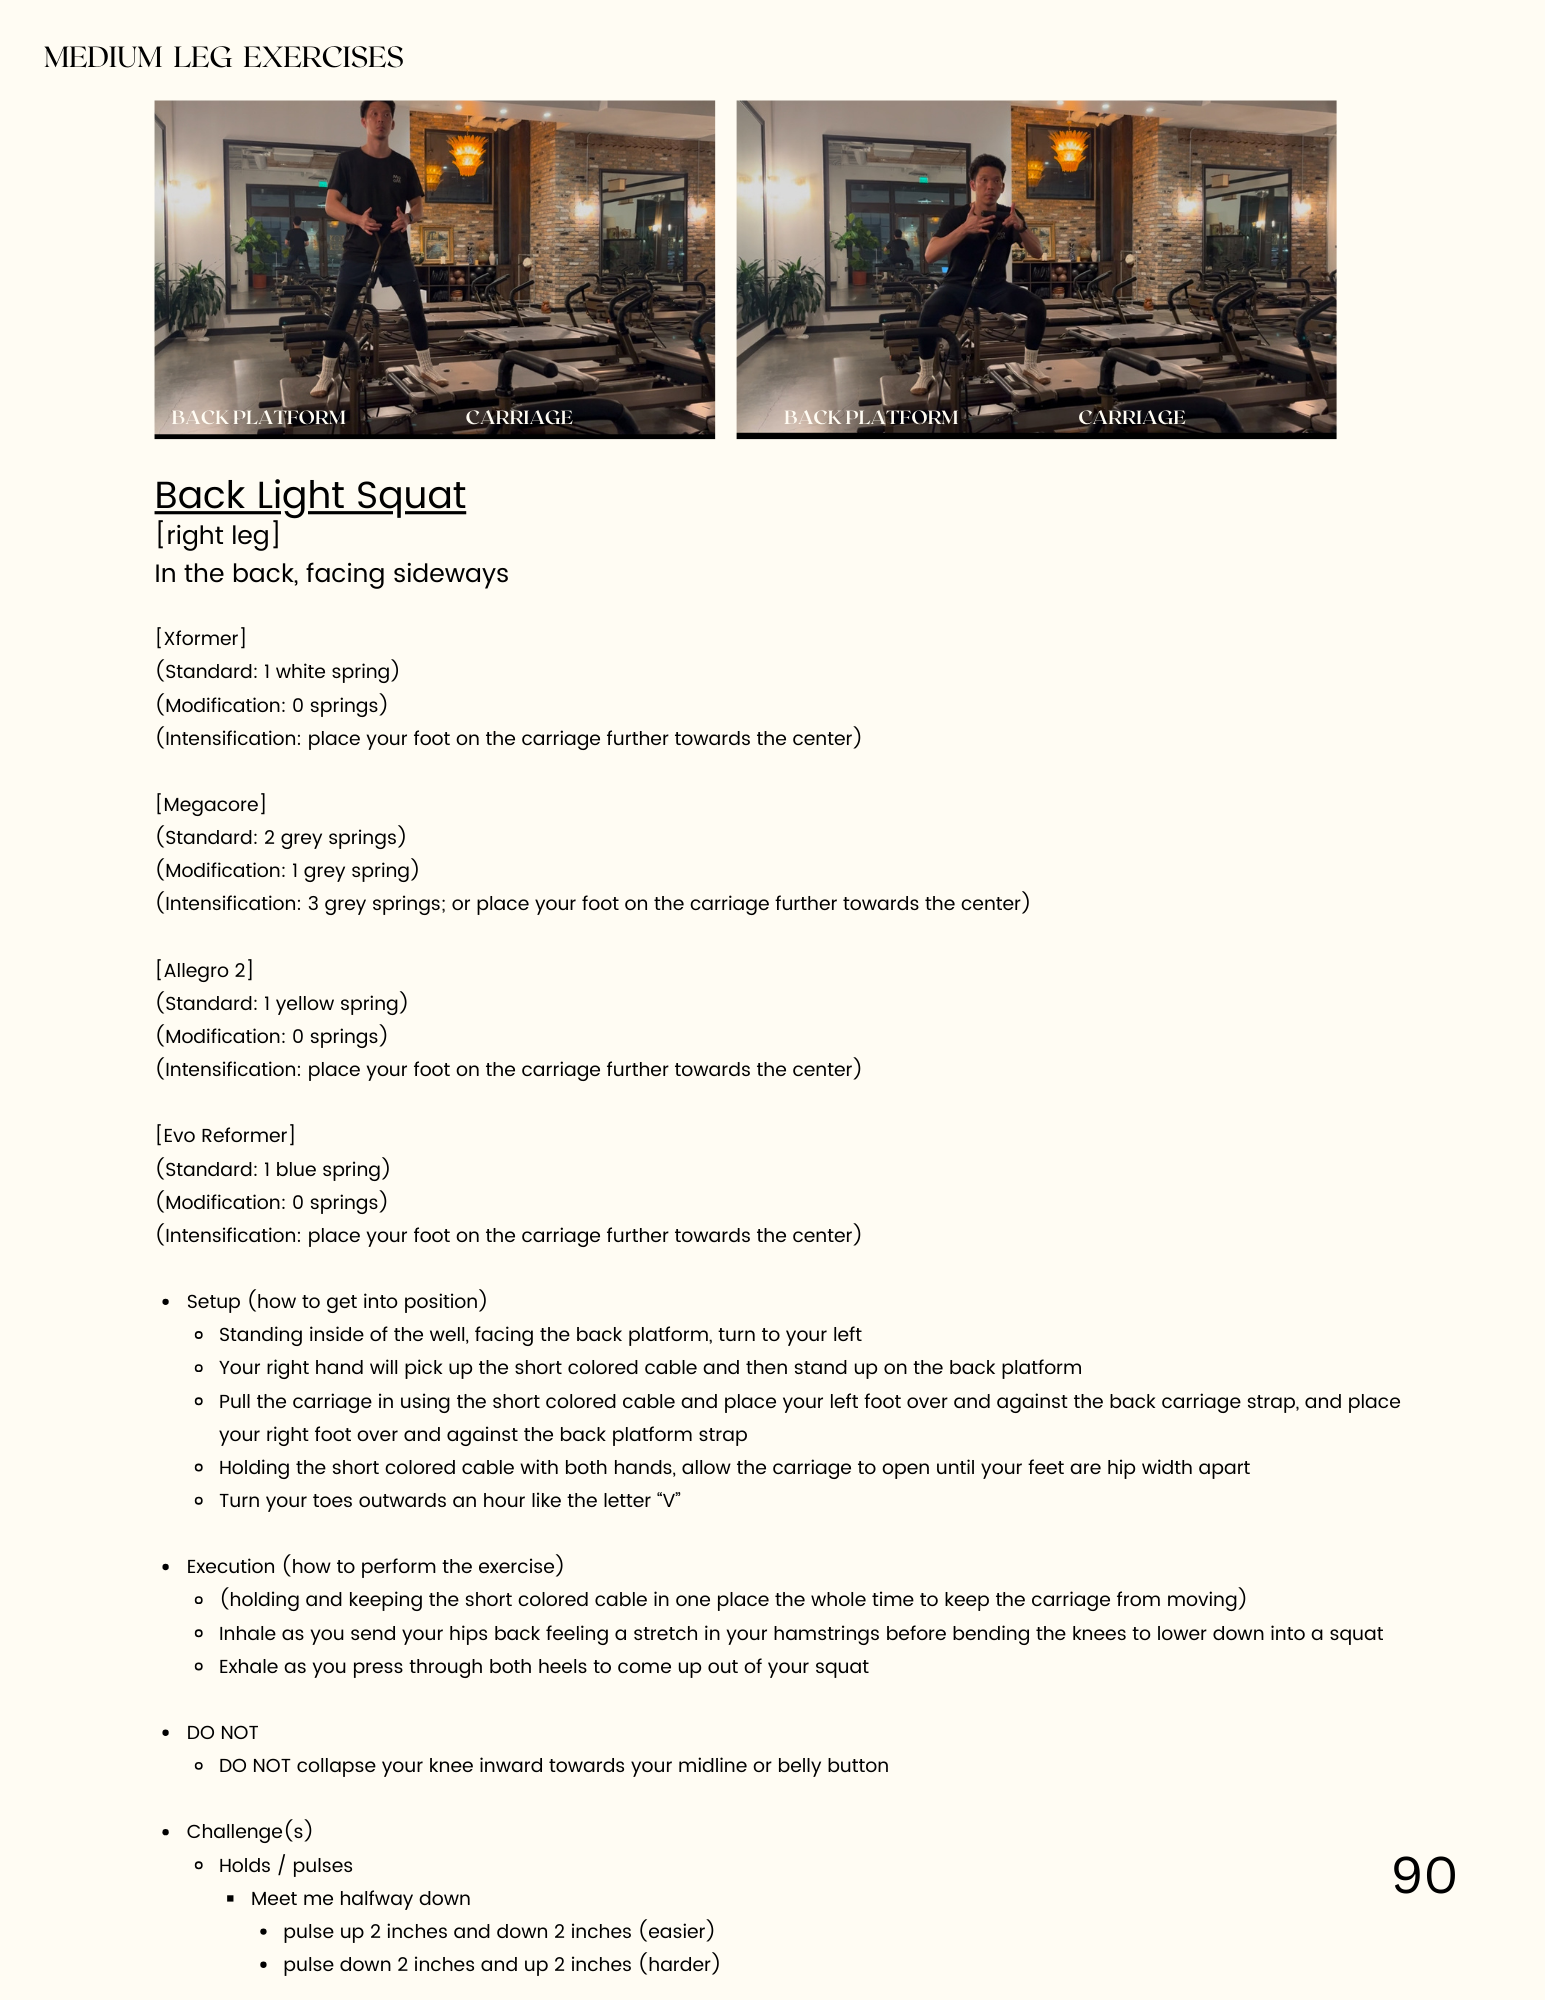 MEDIUM LEG EXERCISES
BACK PLATFORM
CARRIAGE
BACK PLATFORM
CARRIAGE
Back Light Squat
[right leg]
In the back, facing sideways
[Xformer]
(Standard: 1 white spring)
(Modification: 0 springs)
(Intensification: place your foot on the carriage further towards the center)
[Megacore]
(Standard: 2 grey springs)
(Modification: 1 grey spring)
(Intensification: 3 grey springs; or place your foot on the carriage further towards the center)
[Allegro 2]
(Standard: 1 yellow spring)
(Modification: 0 springs)
(Intensification: place your foot on the carriage further towards the center)
[Evo Reformer]
(Standard: 1 blue spring)
(Modification: 0 springs)
(Intensification: place your foot on the carriage further towards the center)
• Setup (how to get into position)
◦ Standing inside of the well, facing the back platform, turn to your left
◦ Your right hand will pick up the short colored cable and then stand up on the back platform
◦ Pull the carriage in using the short colored cable and place your left foot over and against the back carriage strap, and place
your right foot over and against the back platform strap
◦ Holding the short colored cable with both hands, allow the carriage to open until your feet are hip width apart
◦ Turn your toes outwards an hour like the letter “V”
• Execution (how to perform the exercise)
◦ (holding and keeping the short colored cable in one place the whole time to keep the carriage from moving)
◦ Inhale as you send your hips back feeling a stretch in your hamstrings before bending the knees to lower down into a squat
◦ Exhale as you press through both heels to come up out of your squat
• DO NOT
◦ DO NOT collapse your knee inward towards your midline or belly button
• Challenge(s)
◦ Holds / pulses
▪ Meet me halfway down
• pulse up 2 inches and down 2 inches (easier)
• pulse down 2 inches and up 2 inches (harder)
90